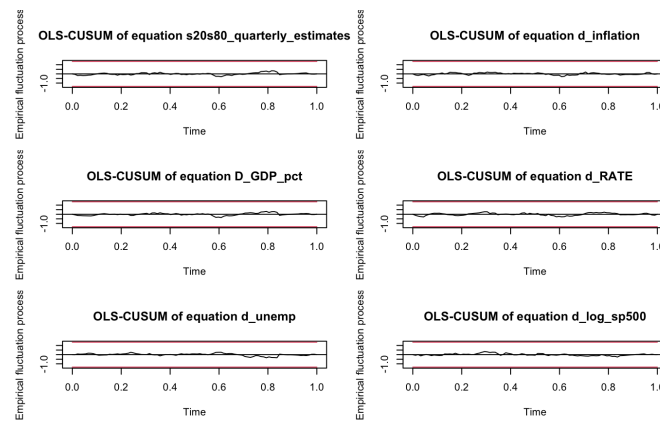 OLS-CUSUM of equation s20s80_quarterly_estimates
Empirical fluctuation process
-1.0
0.0 0.2 0.4 0.6 0.8 1.0
Time
OLS-CUSUM of equation d_inflation
Empirical fluctuation process
-1.0
0.0 0.2 0.4 0.6 0.8 1.0
Time
OLS-CUSUM of equation D_GDP_pct
Empirical fluctuation process
-1.0
0.0 0.2 0.4 0.6 0.8 1.0
Time
OLS-CUSUM of equation d_RATE
Empirical fluctuation process
-1.0
0.0 0.2 0.4 0.6 0.8 1.0
Time
OLS-CUSUM of equation d_unemp
Empirical fluctuation process
-1.0
0.0 0.2 0.4 0.6 0.8 1.0
Time
OLS-CUSUM of equation d_log_sp500
Empirical fluctuation process
-1.0
0.0 0.2 0.4 0.6 0.8 1.0
Time